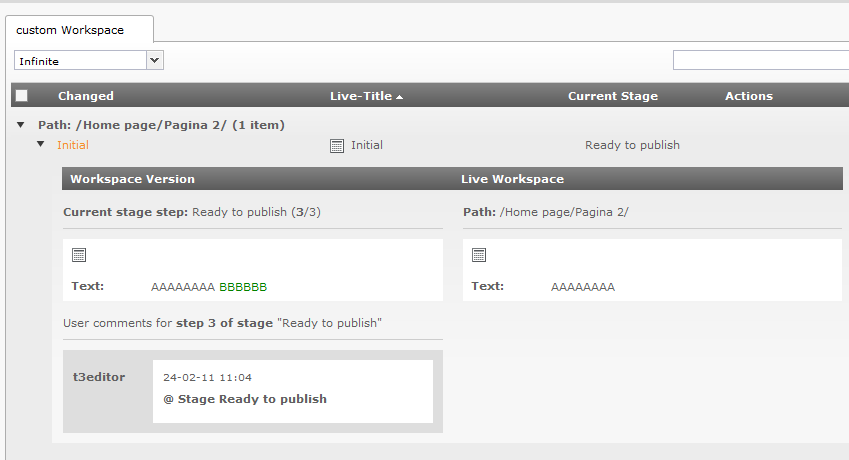 custom Workspace
Infinite
Changed Live-Title Current Stage Actions
Path: /Home page/Pagina 2/ (1 item)
Initial Initial Ready to publish
Workspace Version Live Workspace
Current stage step: Ready to publish (3/3) Path: /Home page/Pagina 2/
Text: AAAAAAAA BBBBBB Text: AAAAAAAA
User comments for step 3 of stage "Ready to publish"
t3editor 24-02-11 11:04
@ Stage Ready to publish